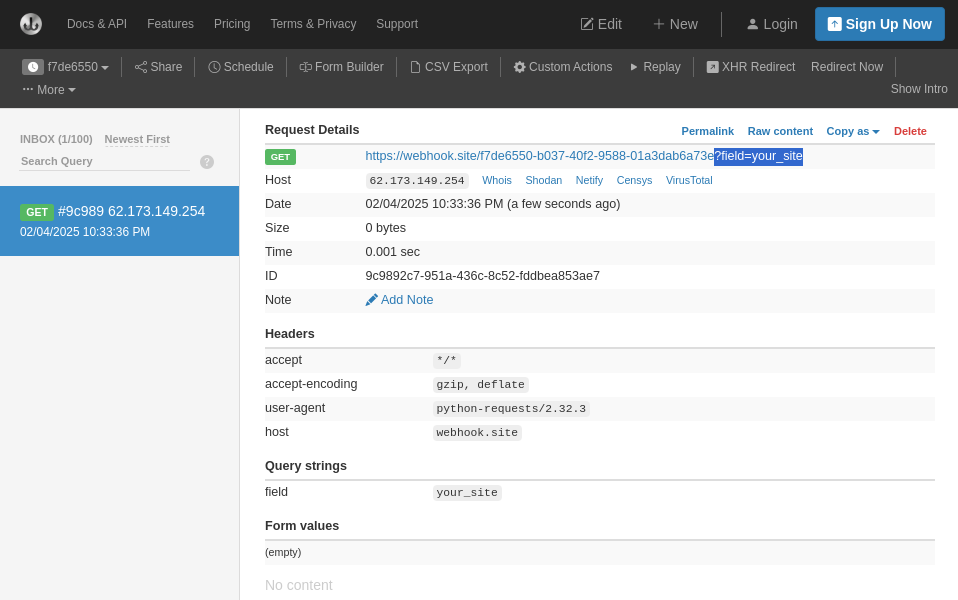 Docs & API Features Pricing Terms & Privacy Support Edit New Login Sign Up Now
f7de6550 Share Schedule Form Builder CSV Export Custom Actions Replay XHR Redirect Redirect Now
••• More Show Intro
INBOX (1/100) Newest First
Search Query ?
GET #9c989 62.173.149.254
02/04/2025 10:33:36 PM
Request Details Permalink Raw content Copy as Delete
GET https://webhook.site/f7de6550-b037-40f2-9588-01a3dab6a73e?field=your_site
Host 62.173.149.254 Whois Shodan Netify Censys VirusTotal
Date 02/04/2025 10:33:36 PM (a few seconds ago)
Size 0 bytes
Time 0.001 sec
ID 9c9892c7-951a-436c-8c52-fddbea853ae7
Note Add Note
Headers
accept */*
accept-encoding gzip, deflate
user-agent python-requests/2.32.3
host webhook.site
Query strings
field your_site
Form values
(empty)
No content